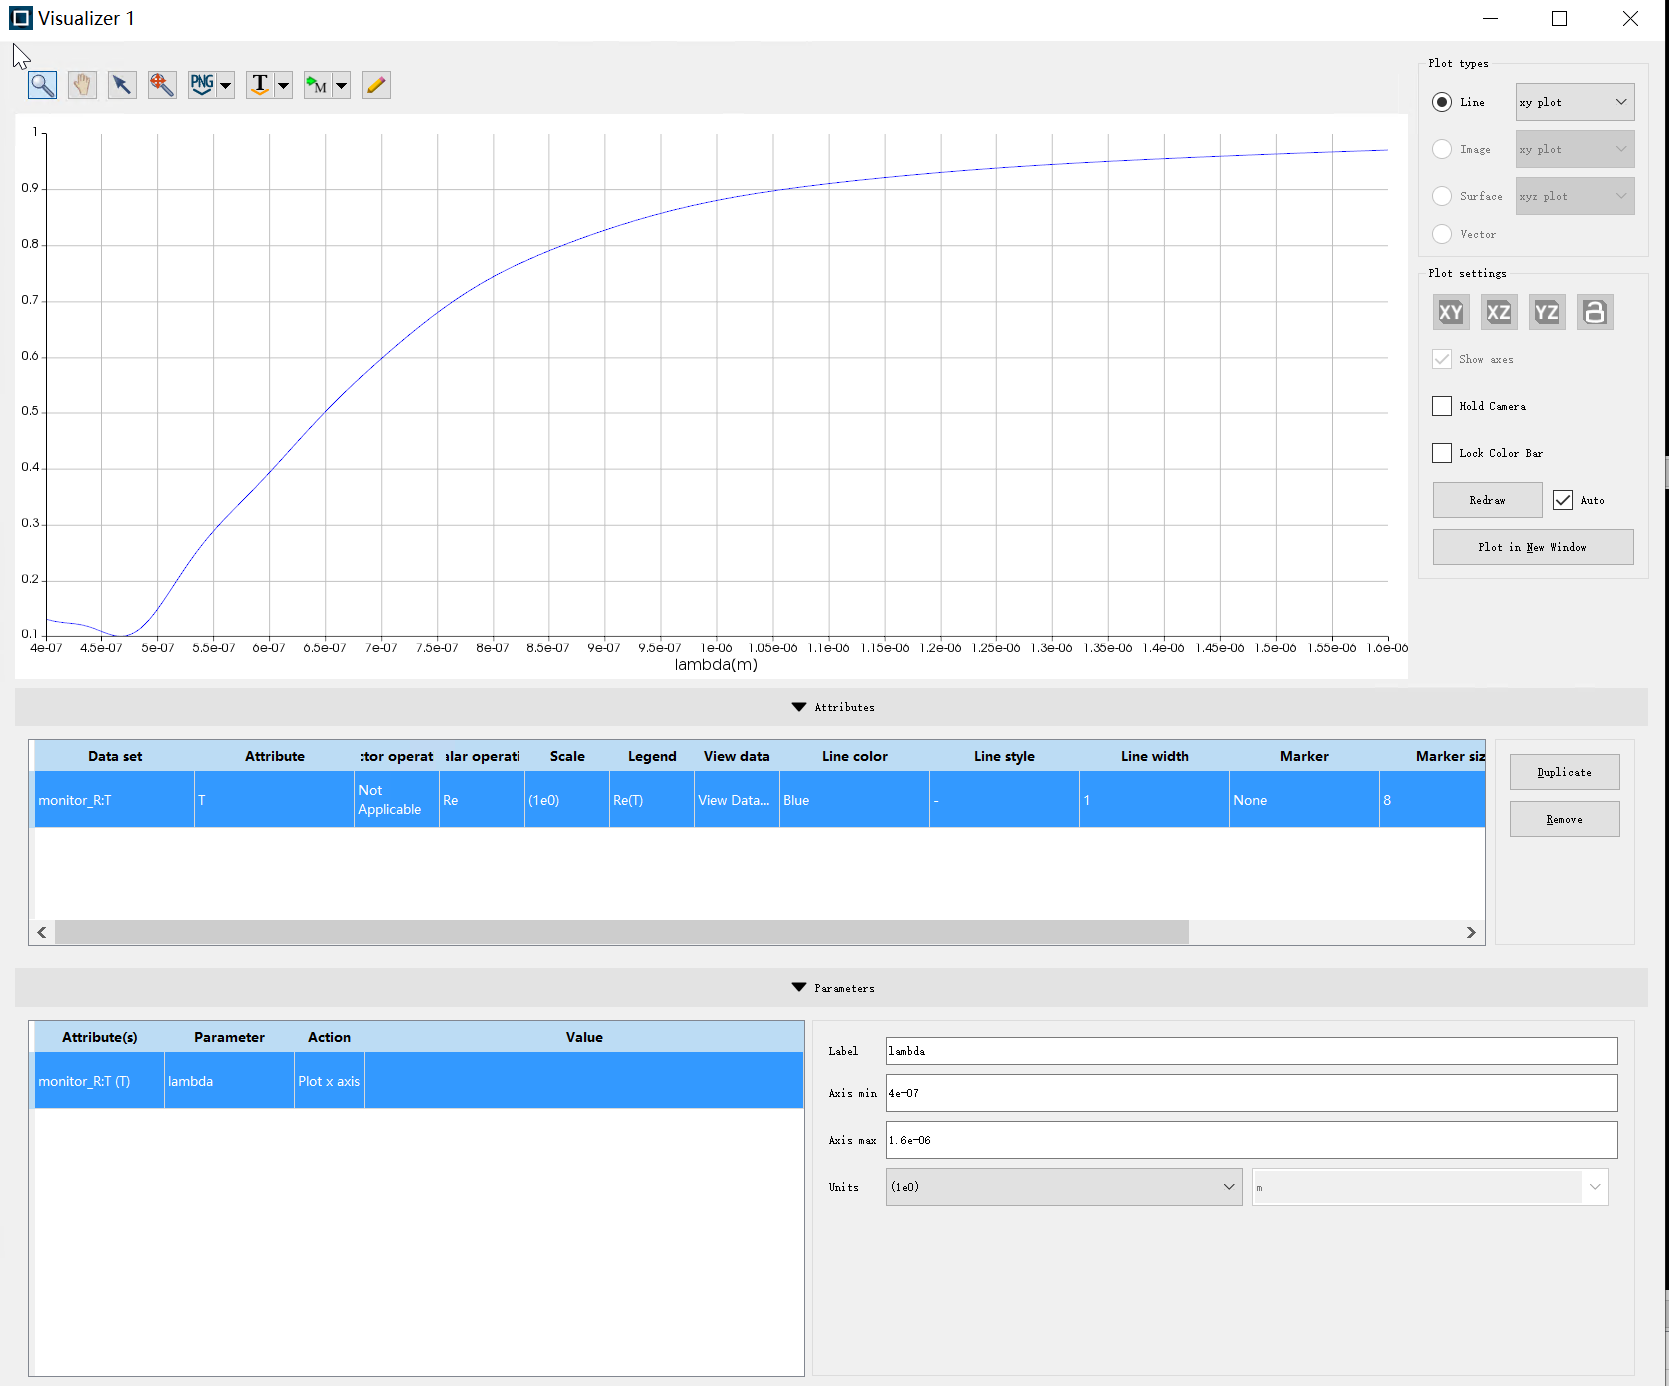 Visualizer 1
PNG
T
M
Plot types
Line
xy plot
Image
xy plot
Surface
xyz plot
Vector
1
0.9
0.8
0.7
0.6
0.5
0.4
0.3
0.2
0.1
4e-07 4.5e-07 5e-07 5.5e-07 6e-07 6.5e-07 7e-07 7.5e-07 8e-07 8.5e-07 9e-07 9.5e-07 1e-06 1.05e-06 1.1e-06 1.15e-06 1.2e-06 1.25e-06 1.3e-06 1.35e-06 1.4e-06 1.45e-06 1.5e-06 1.55e-06 1.6e-06
lambda(m)
Plot settings
XY XZ YZ
Show axes
Hold Camera
Lock Color Bar
Redraw
Auto
Plot in New Window
Attributes
Data set Attribute :tor operat alar operati Scale Legend View data Line color Line style Line width Marker Marker siz
monitor_R:T T Not Applicable Re (1e0) Re(T) View Data... Blue - 1 None 8
Duplicate
Remove
Parameters
Attribute(s) Parameter Action Value
monitor_R:T (T) lambda Plot x axis
Label lambda
Axis min 4e-07
Axis max 1.6e-06
Units (1e0) m